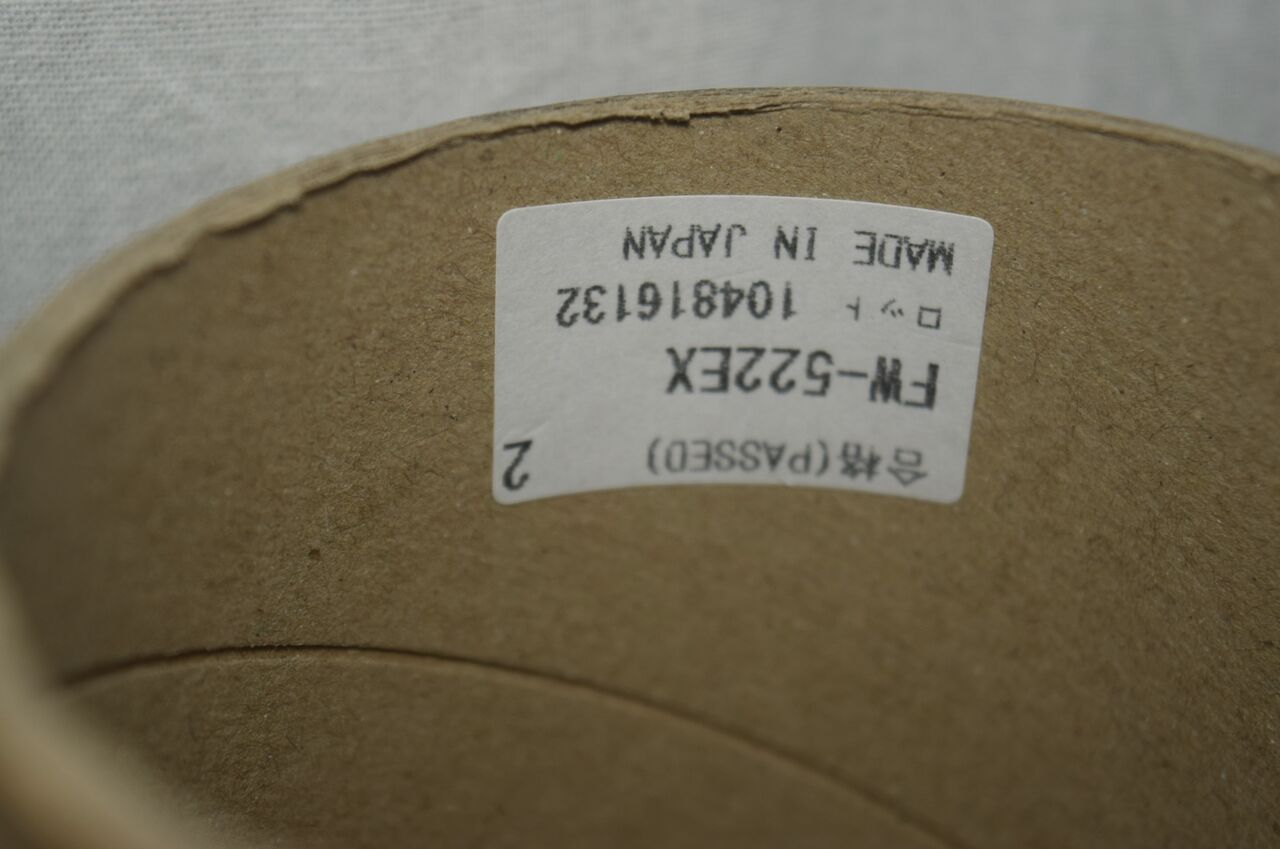 合格(PASSED) 2
FW-522EX
ロット 104816132
MADE IN JAPAN